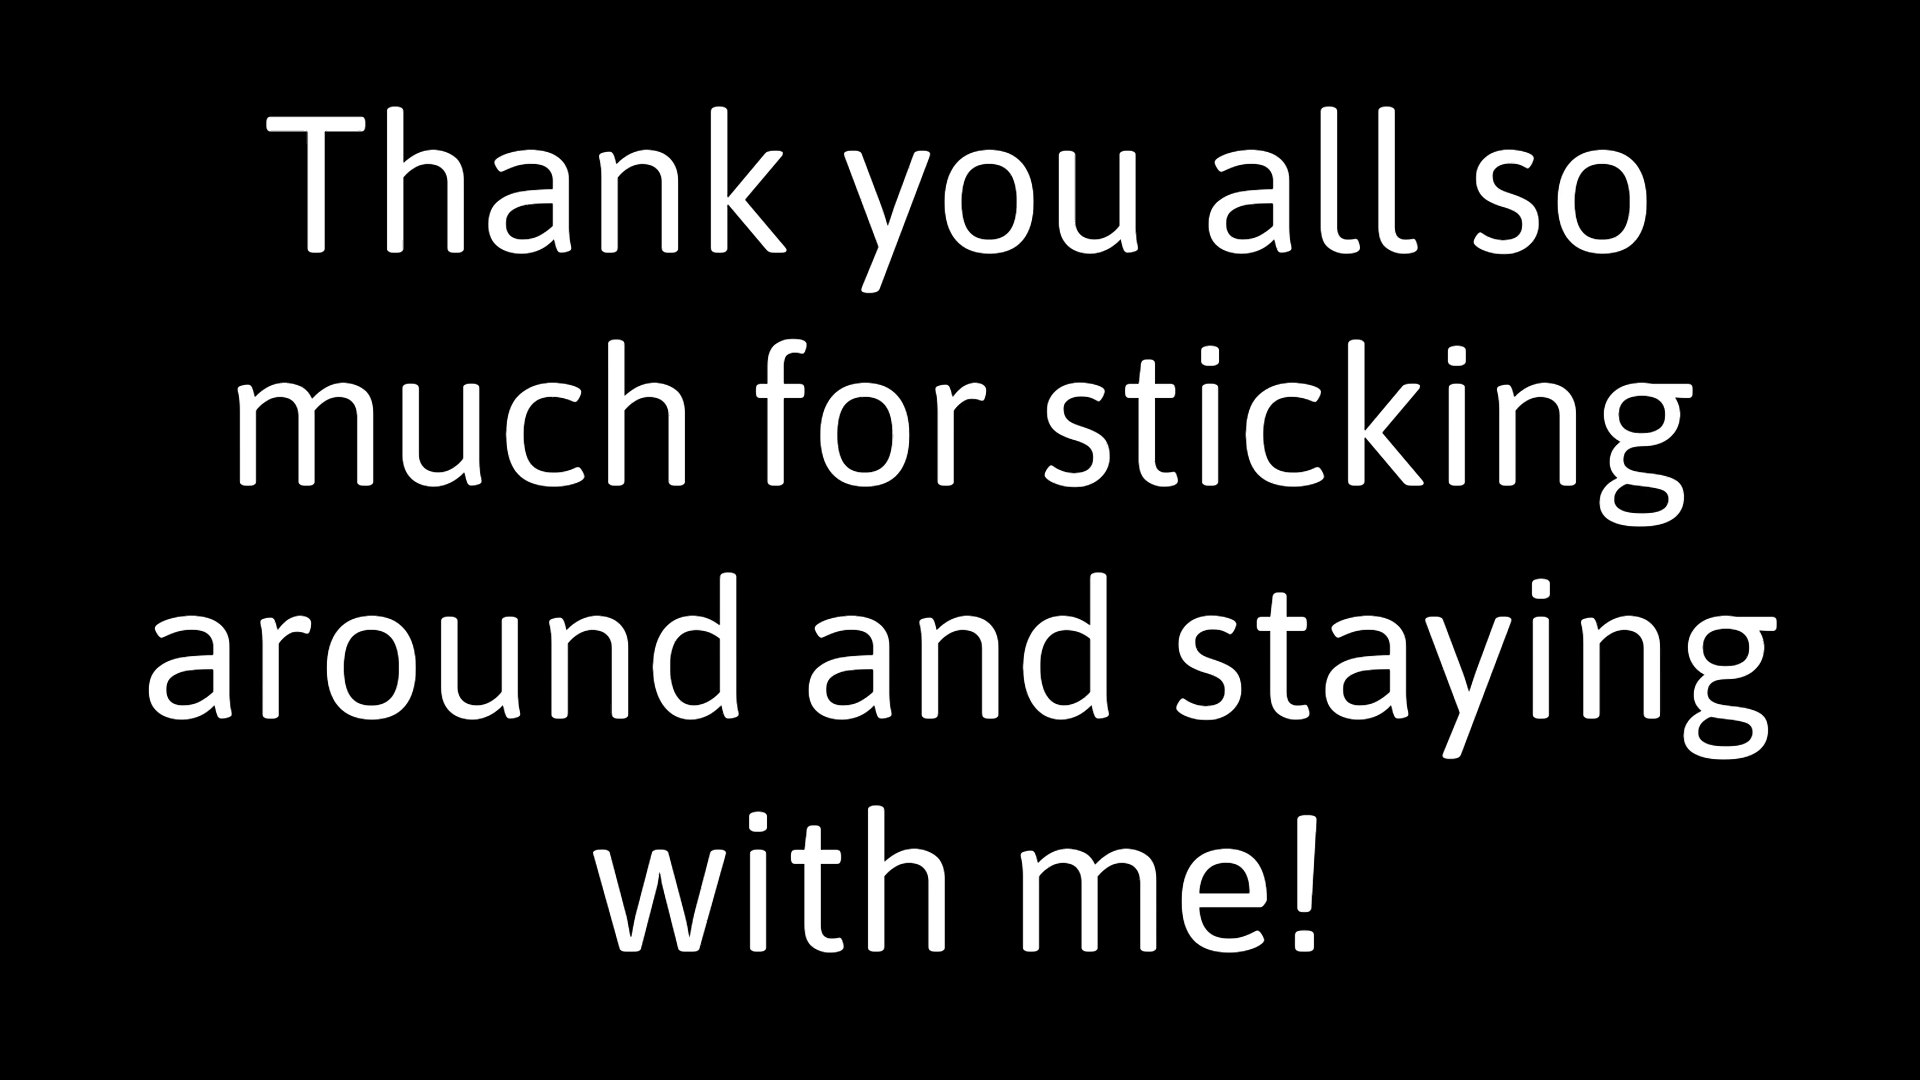 Thank you all so
much for sticking
around and staying
with me!